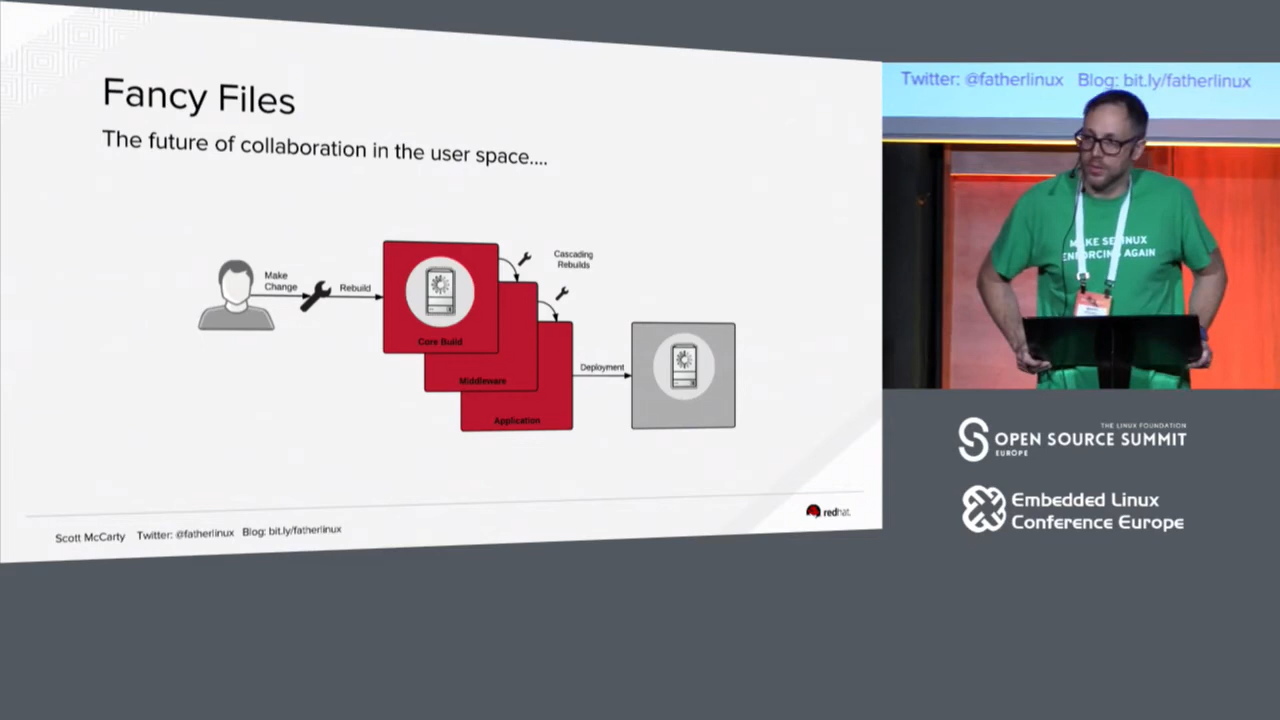 Fancy Files
The future of collaboration in the user space....
Make
Change
Rebuild
Core Build
Cascading
Rebuilds
Middleware
Application
Deployment
Scott McCarty Twitter: @fatherlinux Blog: bit.ly/fatherlinux
redhat.
Twitter: @fatherlinux Blog: bit.ly/fatherlinux
MAKE SELINUX
ENFORCING AGAIN
THE LINUX FOUNDATION
OPEN SOURCE SUMMIT
EUROPE
Embedded Linux
Conference Europe